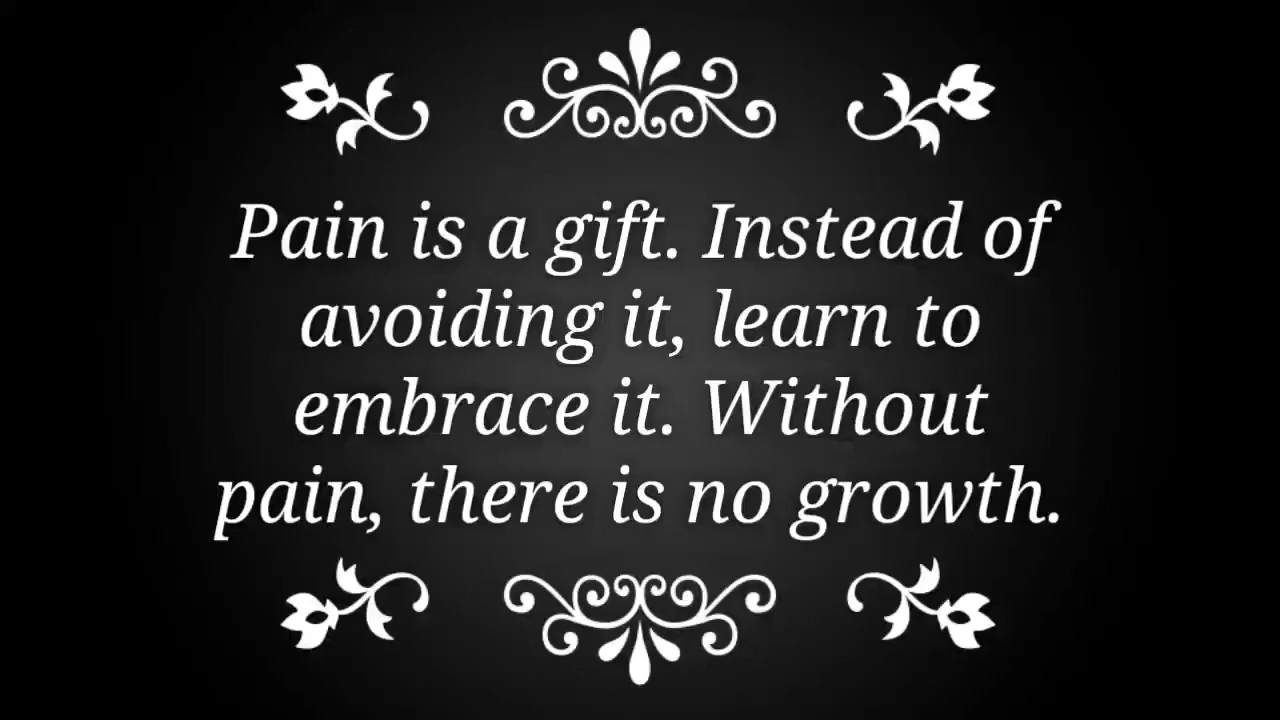 Pain is a gift. Instead of
avoiding it, learn to
embrace it. Without
pain, there is no growth.